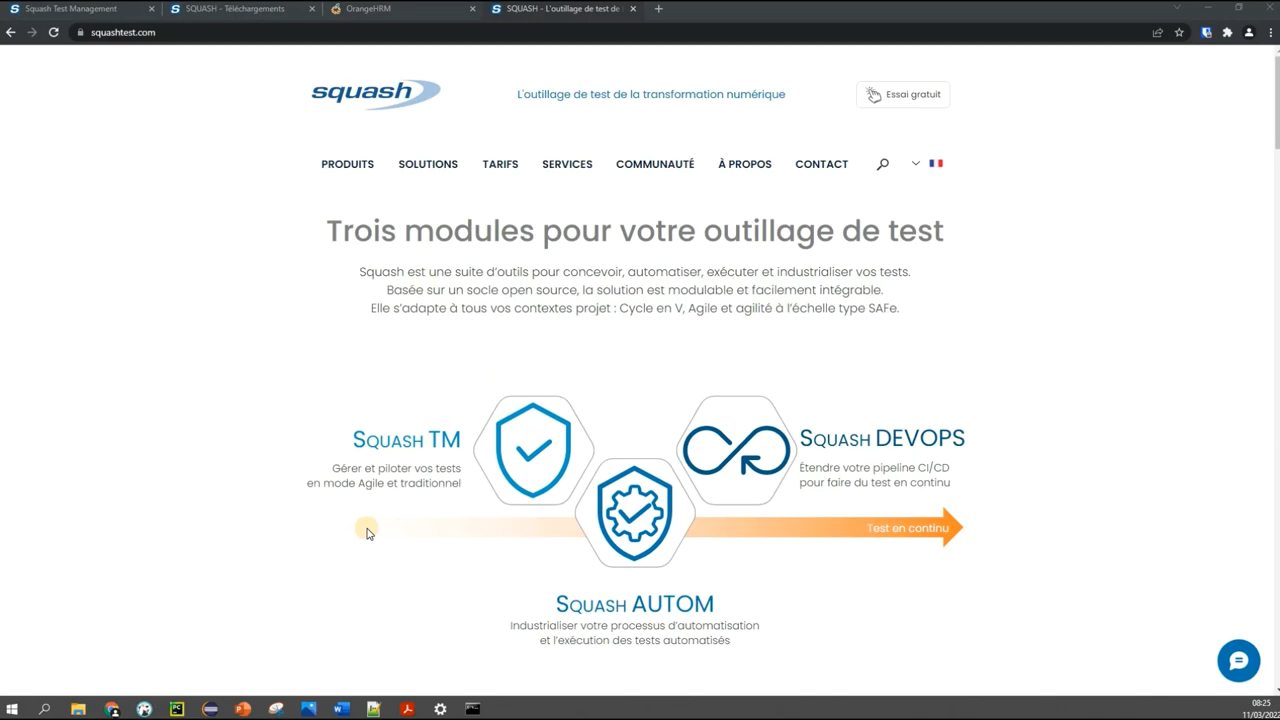 Squash Test Management
SQUASH - Téléchargements
OrangeHRM
SQUASH - L'outillage de test de
squashtest.com
squash
L'outillage de test de la transformation numérique
Essai gratuit
PRODUITS
SOLUTIONS
TARIFS
SERVICES
COMMUNAUTÉ
À PROPOS
CONTACT
Trois modules pour votre outillage de test
Squash est une suite d'outils pour concevoir, automatiser, exécuter et industrialiser vos tests.
Basée sur un socle open source, la solution est modulable et facilement intégrable.
Elle s'adapte à tous vos contextes projet : Cycle en V, Agile et agilité à l'échelle type SAFe.
Squash TM
Gérer et piloter vos tests
en mode Agile et traditionnel
Squash DEVOPS
Étendre votre pipeline CI/CD
pour faire du test en continu
Test en continu
Squash AUTOM
Industrialiser votre processus d'automatisation
et l'exécution des tests automatisés
08:25
11/03/2022